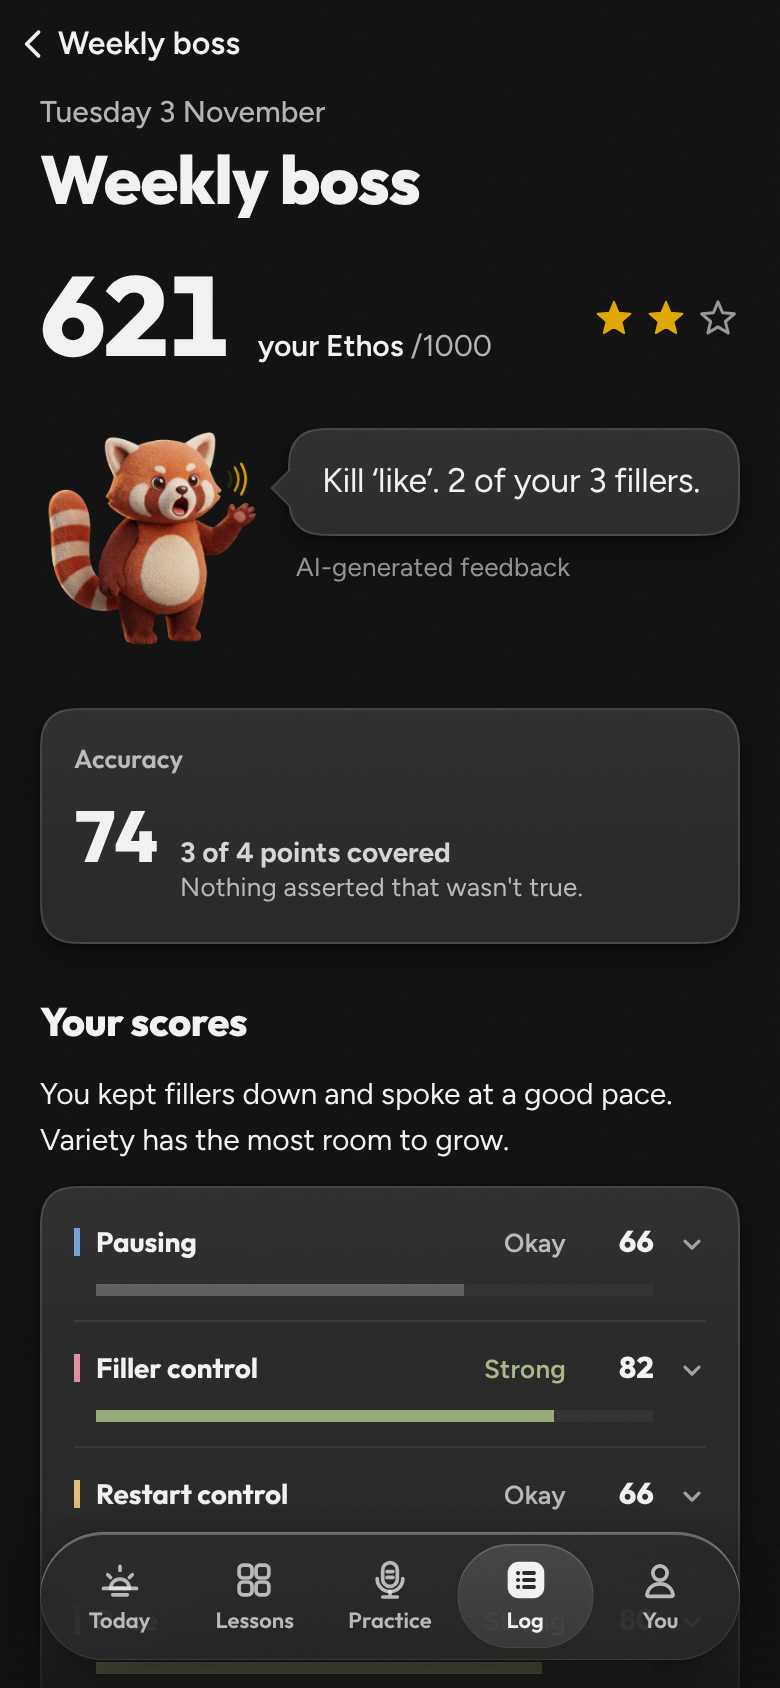 Weekly boss
Tuesday 3 November
Weekly boss
621 your Ethos /1000
Kill ‘like’. 2 of your 3 fillers.
AI-generated feedback
Accuracy
74 3 of 4 points covered
Nothing asserted that wasn't true.
Your scores
You kept fillers down and spoke at a good pace.
Variety has the most room to grow.
Pausing Okay 66
Filler control Strong 82
Restart control Okay 66
Today Lessons Practice Log You